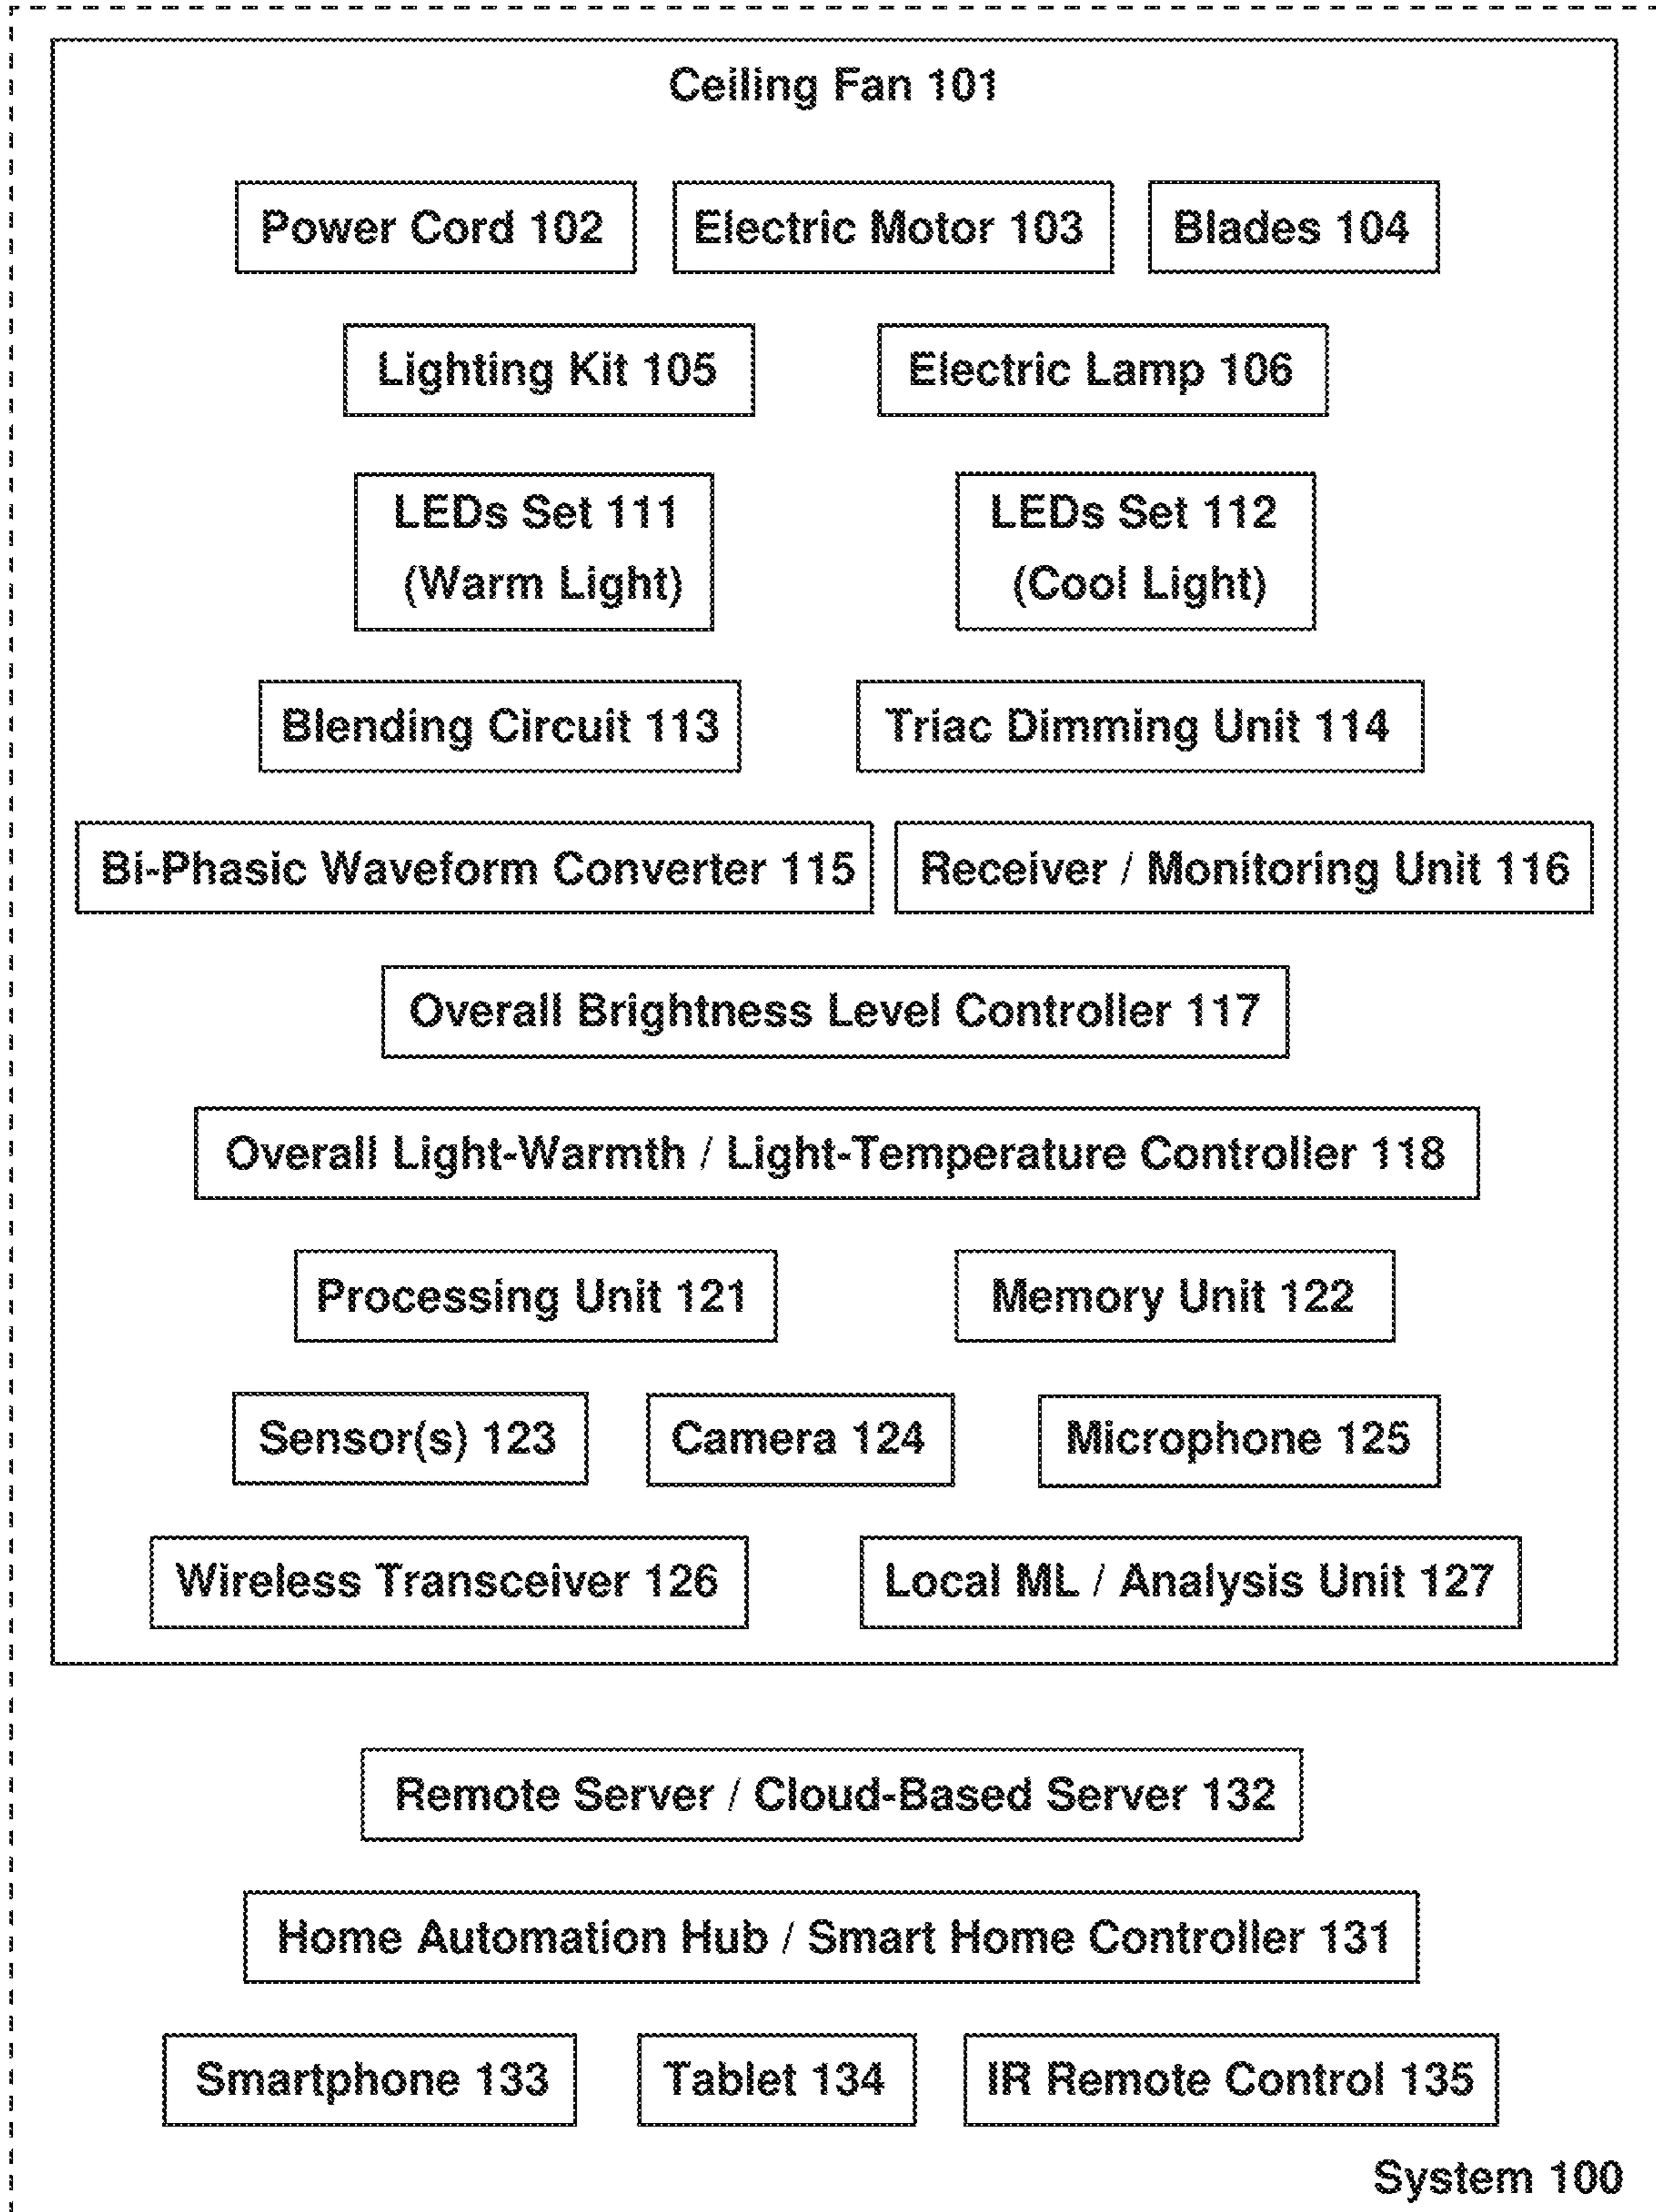 Ceiling Fan 101
Power Cord 102
Electric Motor 103
Blades 104
Lighting Kit 105
Electric Lamp 106
LEDs Set 111
(Warm Light)
LEDs Set 112
(Cool Light)
Blending Circuit 113
Triac Dimming Unit 114
Bi-Phasic Waveform Converter 115
Receiver / Monitoring Unit 116
Overall Brightness Level Controller 117
Overall Light-Warmth / Light-Temperature Controller 118
Processing Unit 121
Memory Unit 122
Sensor(s) 123
Camera 124
Microphone 125
Wireless Transceiver 126
Local ML / Analysis Unit 127
Remote Server / Cloud-Based Server 132
Home Automation Hub / Smart Home Controller 131
Smartphone 133
Tablet 134
IR Remote Control 135
System 100